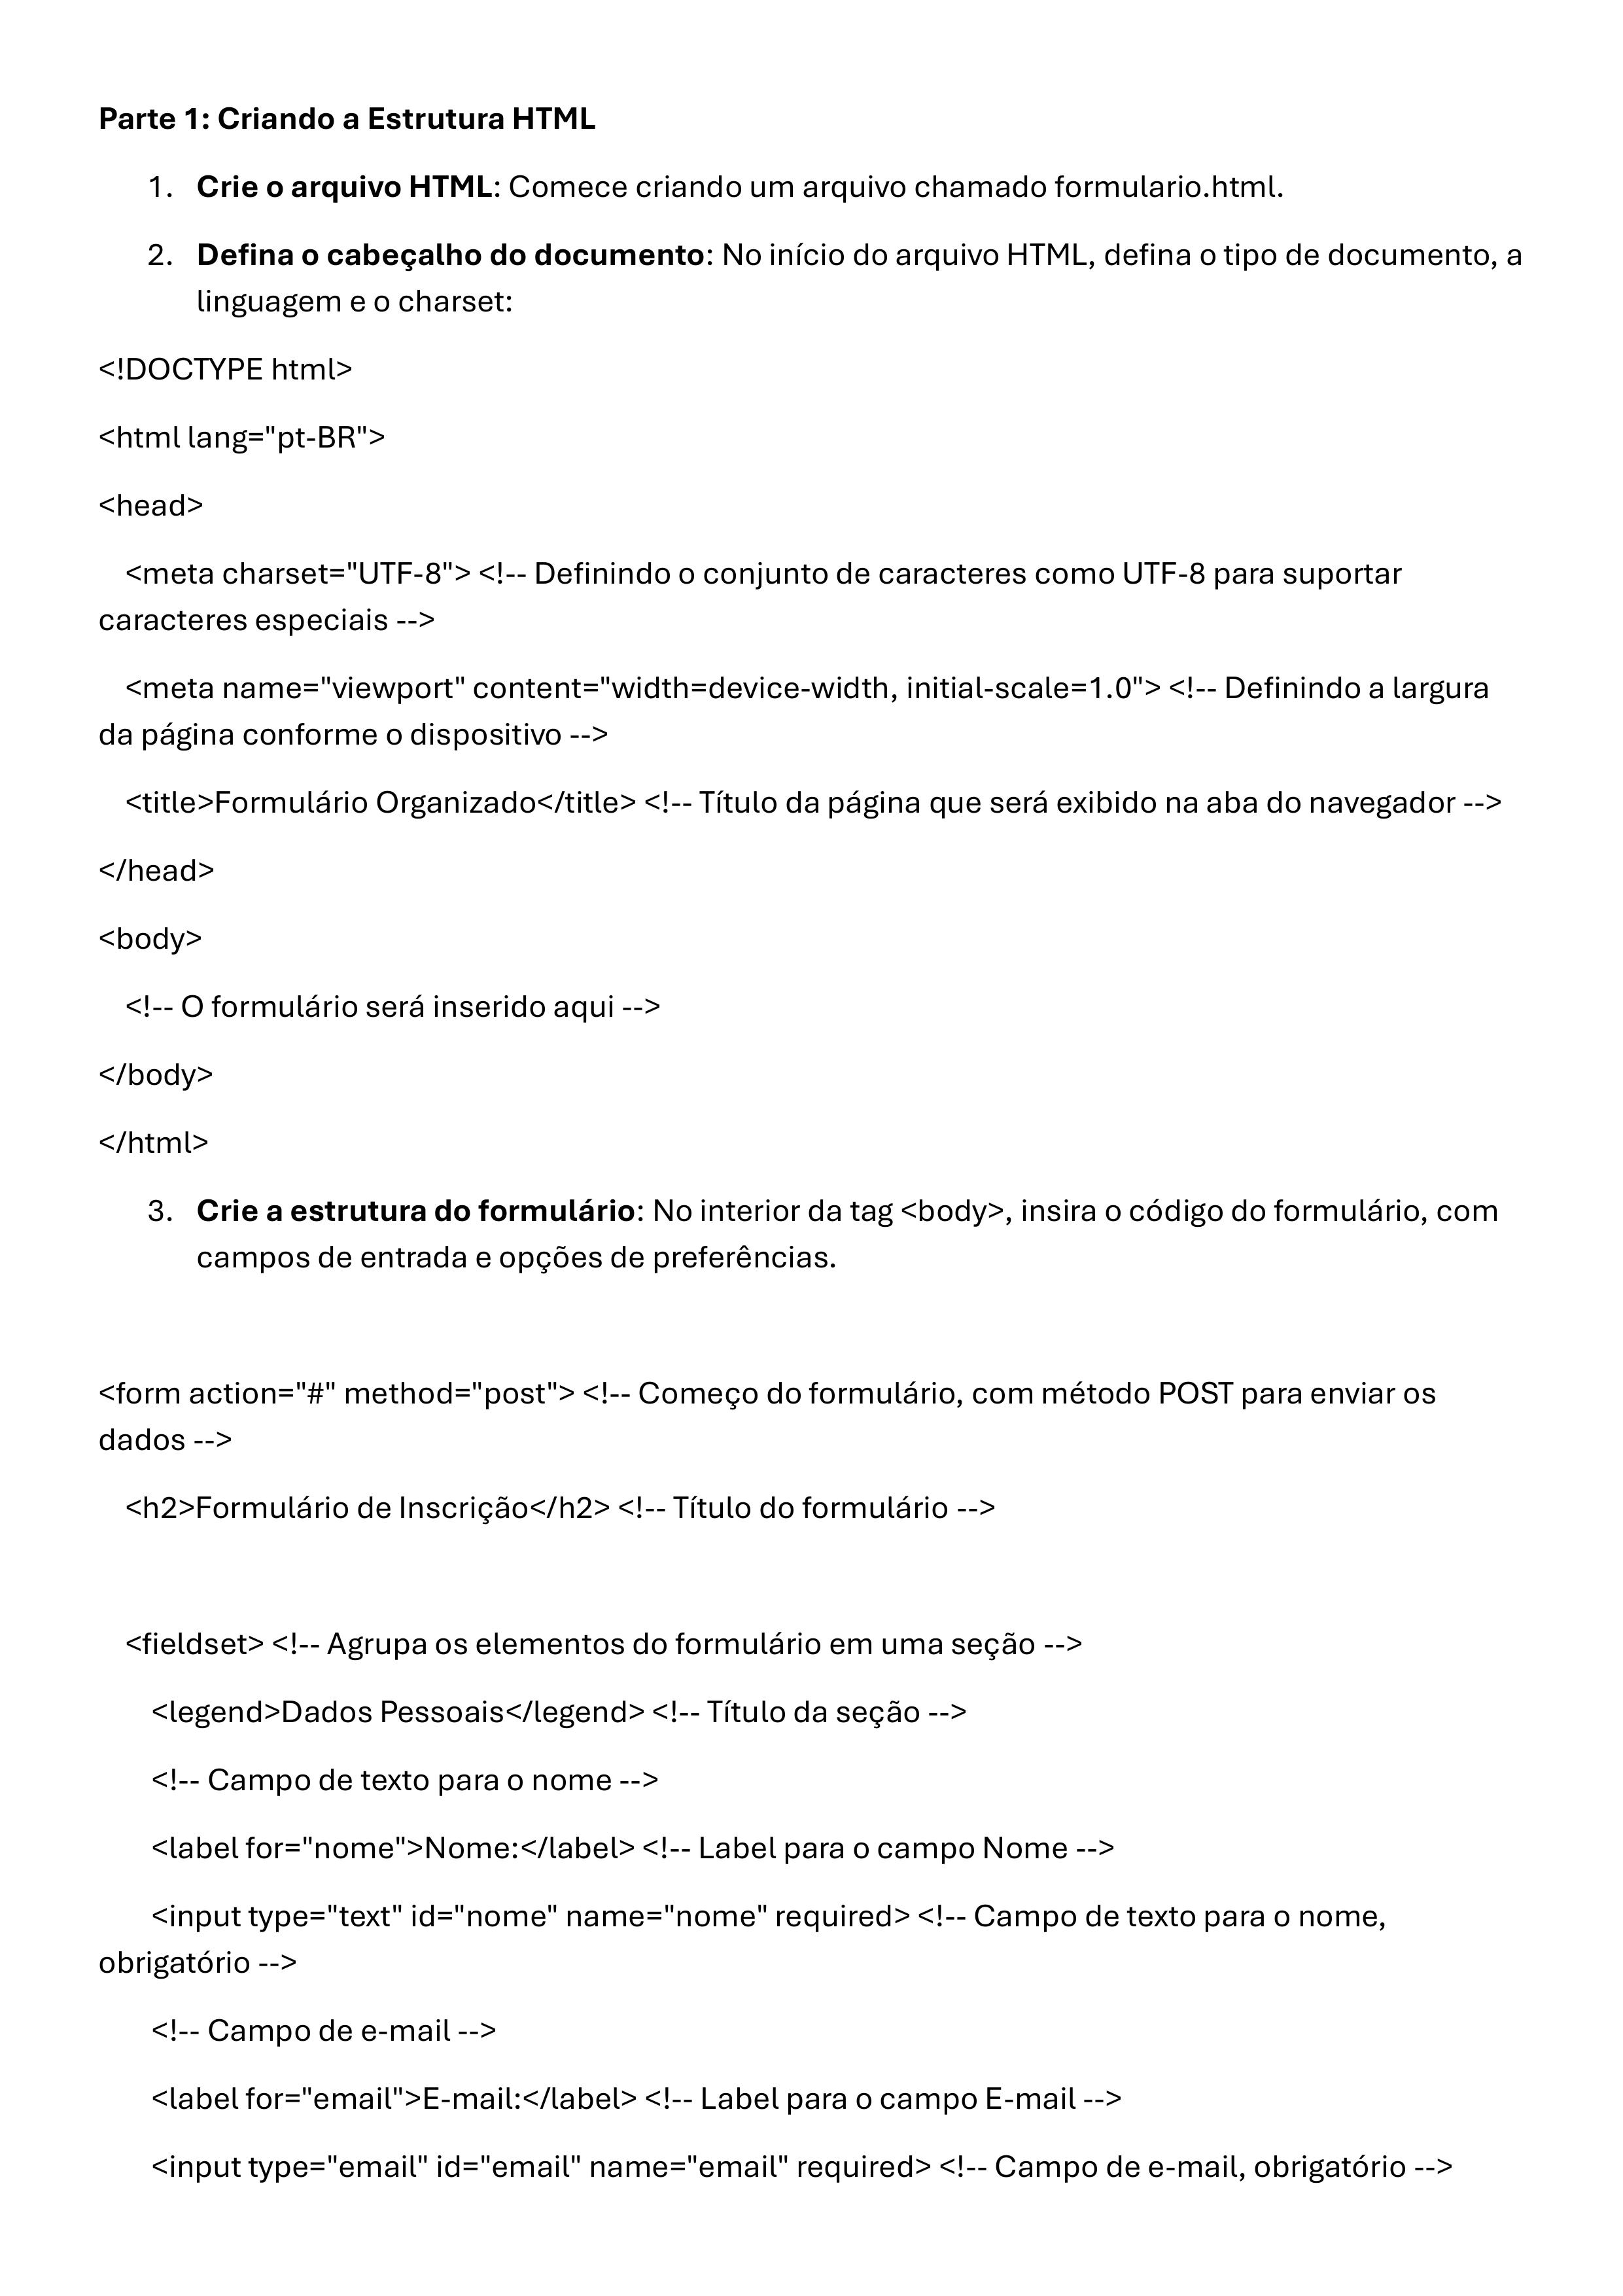 Parte 1: Criando a Estrutura HTML
1. Crie o arquivo HTML: Comece criando um arquivo chamado formulario.html.
2. Defina o cabeçalho do documento: No início do arquivo HTML, defina o tipo de documento, a
linguagem e o charset:
<!DOCTYPE html>
<html lang="pt-BR">
<head>
<meta charset="UTF-8"> <!-- Definindo o conjunto de caracteres como UTF-8 para suportar
caracteres especiais -->
<meta name="viewport" content="width=device-width, initial-scale=1.0"> <!-- Definindo a largura
da página conforme o dispositivo -->
<title>Formulário Organizado</title> <!-- Título da página que será exibido na aba do navegador -->
</head>
<body>
<!-- O formulário será inserido aqui -->
</body>
</html>
3. Crie a estrutura do formulário: No interior da tag <body>, insira o código do formulário, com
campos de entrada e opções de preferências.
<form action="#" method="post"> <!-- Começo do formulário, com método POST para enviar os
dados -->
<h2>Formulário de Inscrição</h2> <!-- Título do formulário -->
<fieldset> <!-- Agrupa os elementos do formulário em uma seção -->
<legend>Dados Pessoais</legend> <!-- Título da seção -->
<!-- Campo de texto para o nome -->
<label for="nome">Nome:</label> <!-- Label para o campo Nome -->
<input type="text" id="nome" name="nome" required> <!-- Campo de texto para o nome,
obrigatório -->
<!-- Campo de e-mail -->
<label for="email">E-mail:</label> <!-- Label para o campo E-mail -->
<input type="email" id="email" name="email" required> <!-- Campo de e-mail, obrigatório -->